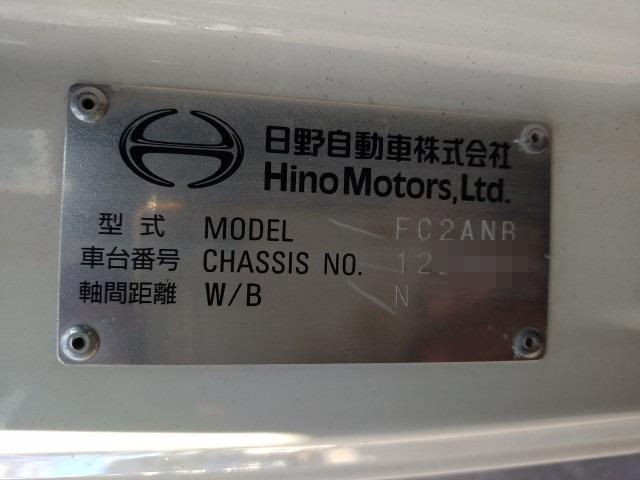 日野自動車株式会社
Hino Motors, Ltd.
型式 MODEL FC2ANB
車台番号 CHASSIS NO. 12
軸間距離 W/B N